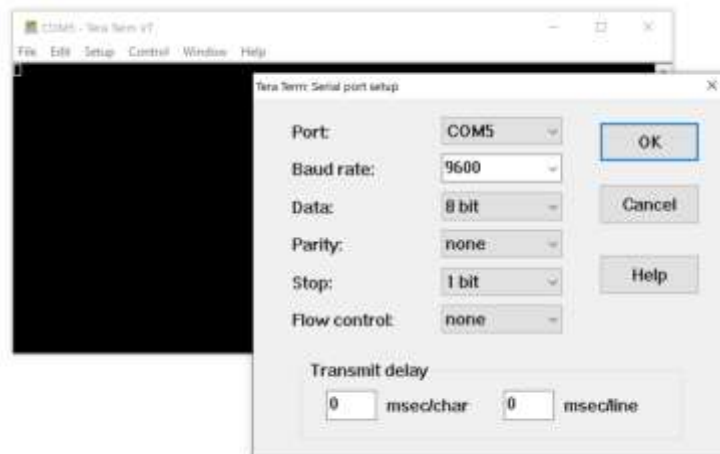 COM5 - Tera Term VT
File Edit Setup Control Window Help
Tera Term: Serial port setup
Port: COM5
OK
Baud rate: 9600
Data: 8 bit
Cancel
Parity: none
Stop: 1 bit
Help
Flow control: none
Transmit delay
0 msec/char 0 msec/line